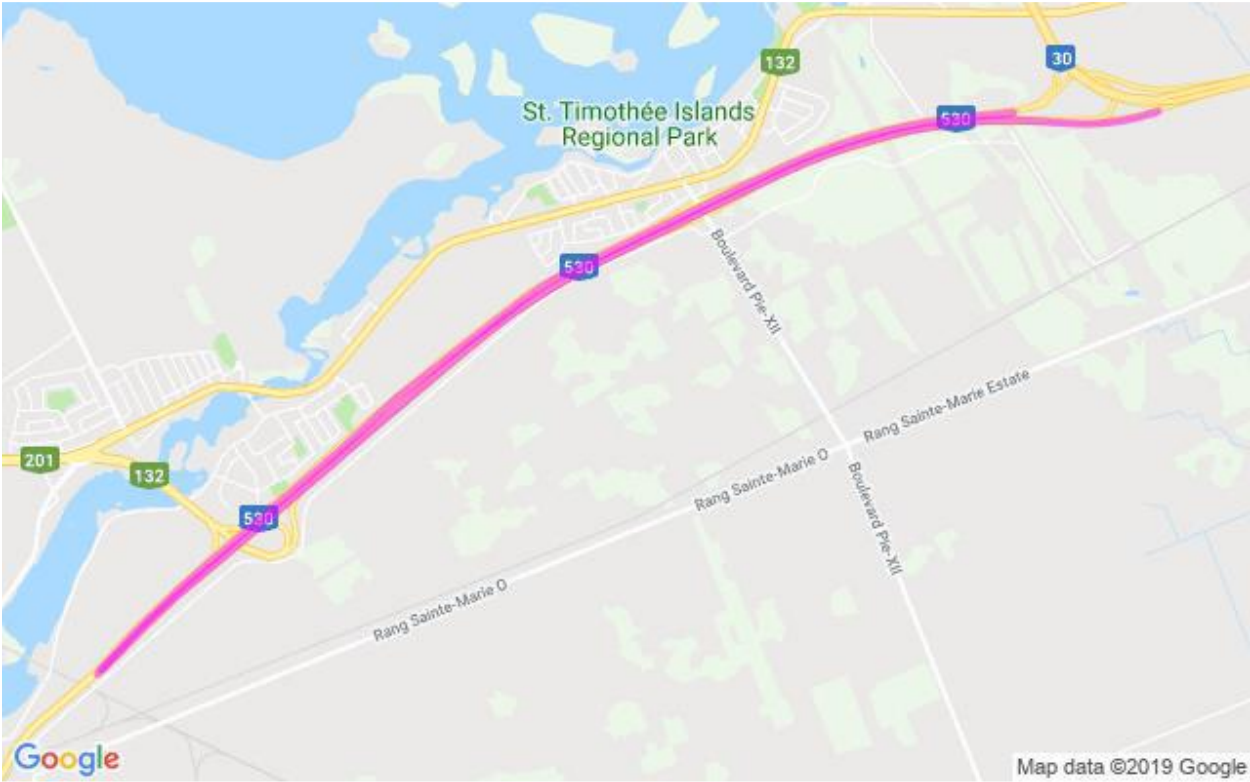 30
132
St. Timothée Islands
Regional Park
530
Boulevard Pie-XII
530
Rang Sainte-Marie Estate
201
132
Rang Sainte-Marie O
Boulevard Pie-XII
530
Rang Sainte-Marie O
Google
Map data ©2019 Google